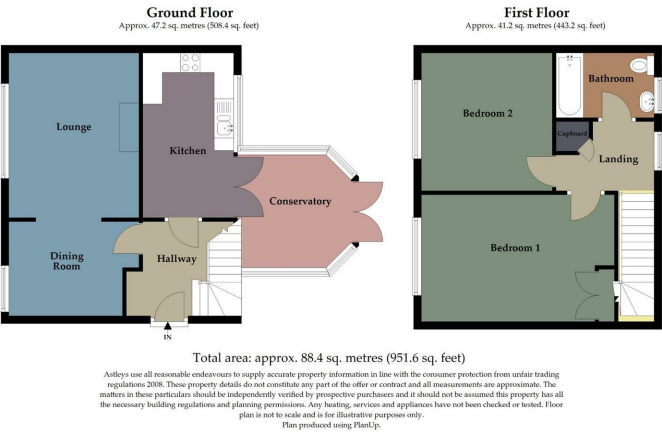 Ground Floor
Approx. 47.2 sq. metres (508.4 sq. feet)
Lounge
Kitchen
Conservatory
Dining
Room
Hallway
IN
First Floor
Approx. 41.2 sq. metres (443.2 sq. feet)
Bathroom
Bedroom 2
Cupboard
Landing
Bedroom 1
Total area: approx. 88.4 sq. metres (951.6 sq. feet)
Astleys use all reasonable endeavours to supply accurate property information in line with the consumer protection from unfair trading
regulations 2008. These property details do not constitute any part of the offer or contract and all measurements are approximate. The
matters in these particulars should be independently verified by prospective purchasers and it should not be assumed this property has all
the necessary building regulations and planning permissions. Any heating, services and appliances have not been checked or tested. Floor
plan is not to scale and is for illustrative purposes only.
Plan produced using PlanUp.